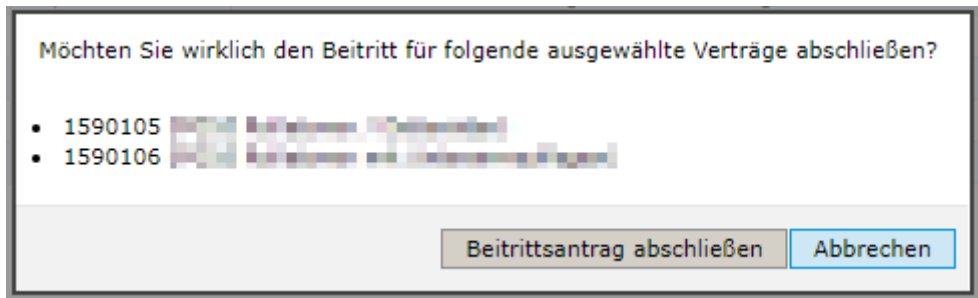 Möchten Sie wirklich den Beitritt für folgende ausgewählte Verträge abschließen?
• 1590105
• 1590106
Beitrittsantrag abschließen Abbrechen